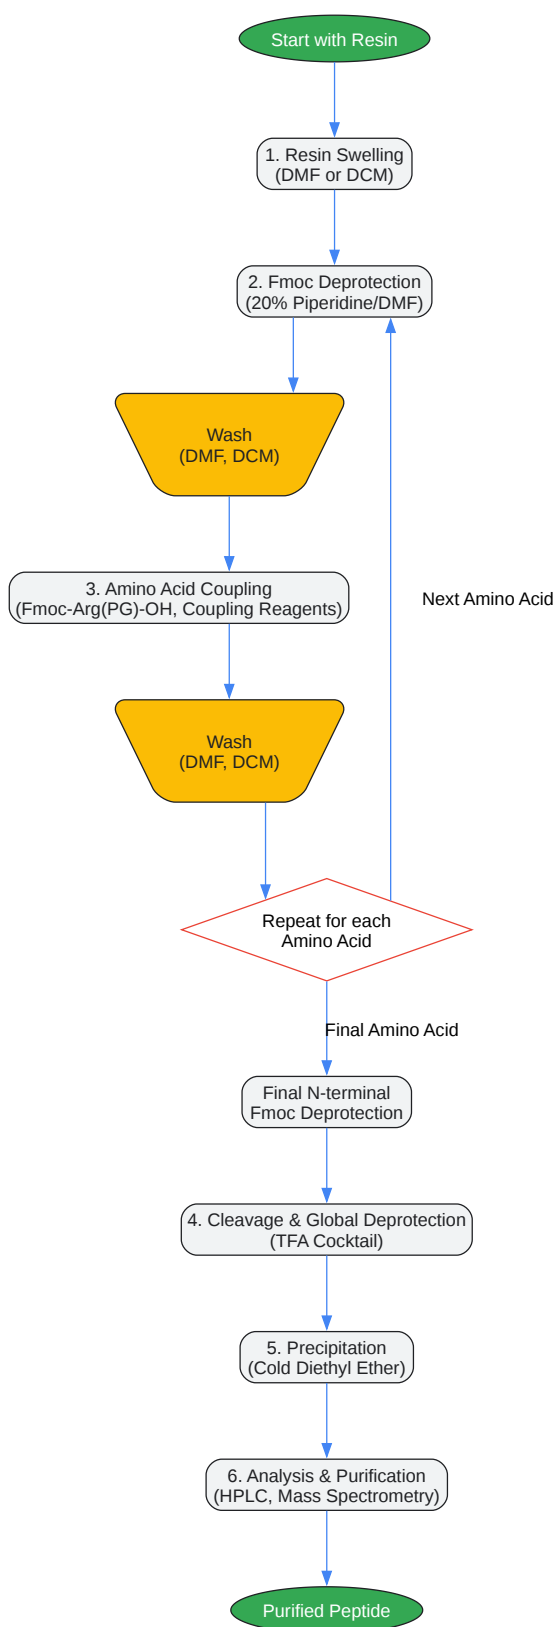 Start with Resin
1. Resin Swelling
(DMF or DCM)
2. Fmoc Deprotection
(20% Piperidine/DMF)
Wash
(DMF, DCM)
3. Amino Acid Coupling
(Fmoc-Arg(PG)-OH, Coupling Reagents)
Next Amino Acid
Wash
(DMF, DCM)
Repeat for each
Amino Acid
Final Amino Acid
Final N-terminal
Fmoc Deprotection
4. Cleavage & Global Deprotection
(TFA Cocktail)
5. Precipitation
(Cold Diethyl Ether)
6. Analysis & Purification
(HPLC, Mass Spectrometry)
Purified Peptide